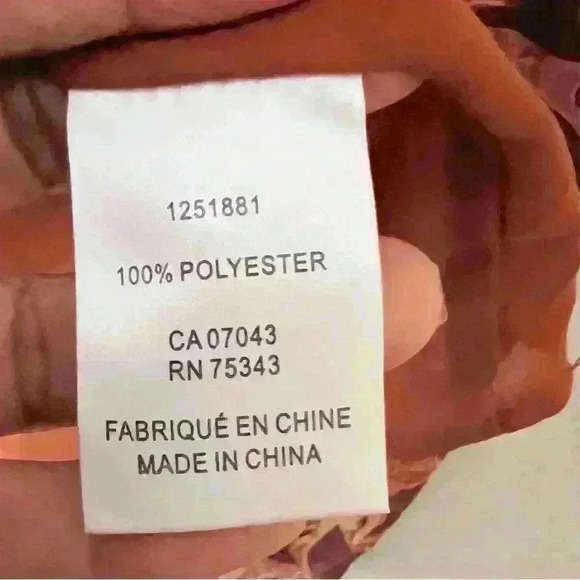 1251881
100% POLYESTER
CA 07043
RN 75343
FABRIQUÉ EN CHINE
MADE IN CHINA